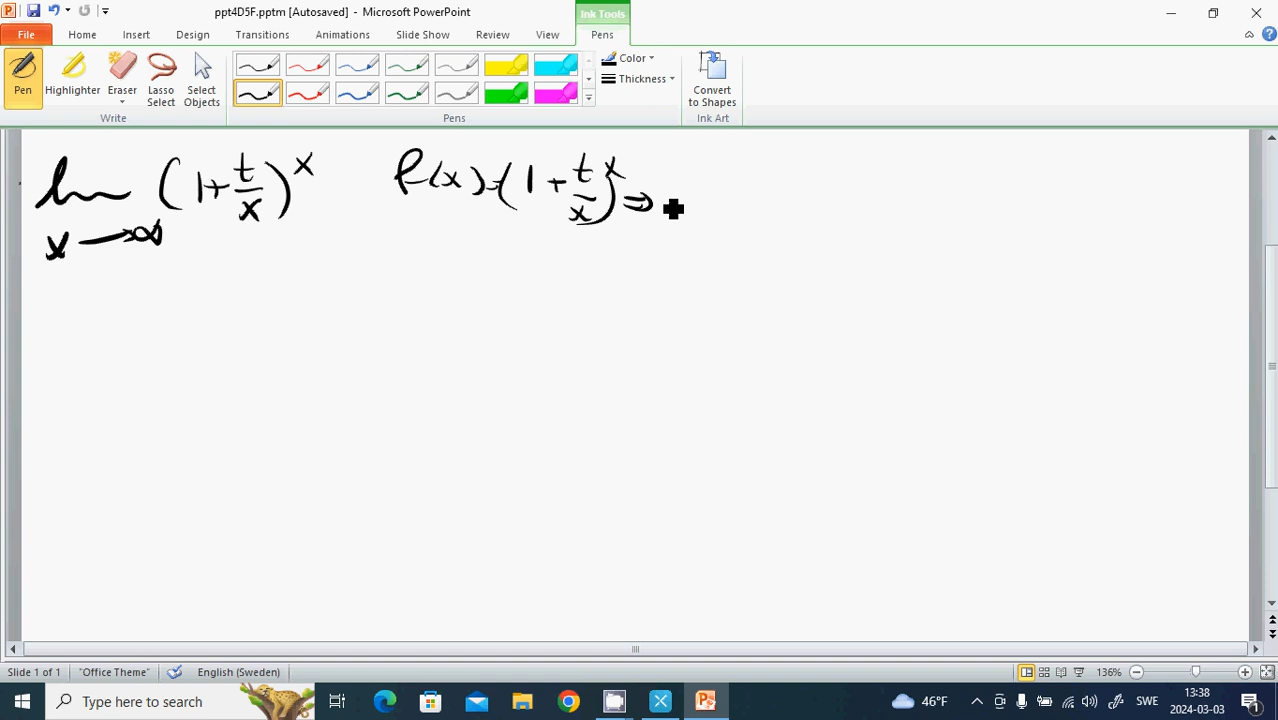 ppt4D5F.pptm [Autosaved] - Microsoft PowerPoint
Ink Tools
File Home Insert Design Transitions Animations Slide Show Review View Pens
Pen Highlighter Eraser Lasso Select Select Objects
Color
Thickness
Convert to Shapes
Write Pens Ink Art
lim (1+t/x)^x f(x)=(1+t/x)^x ⇒
x→∞
Slide 1 of 1 "Office Theme" English (Sweden) 136%
Type here to search 46°F SWE 13:38
2024-03-03 1